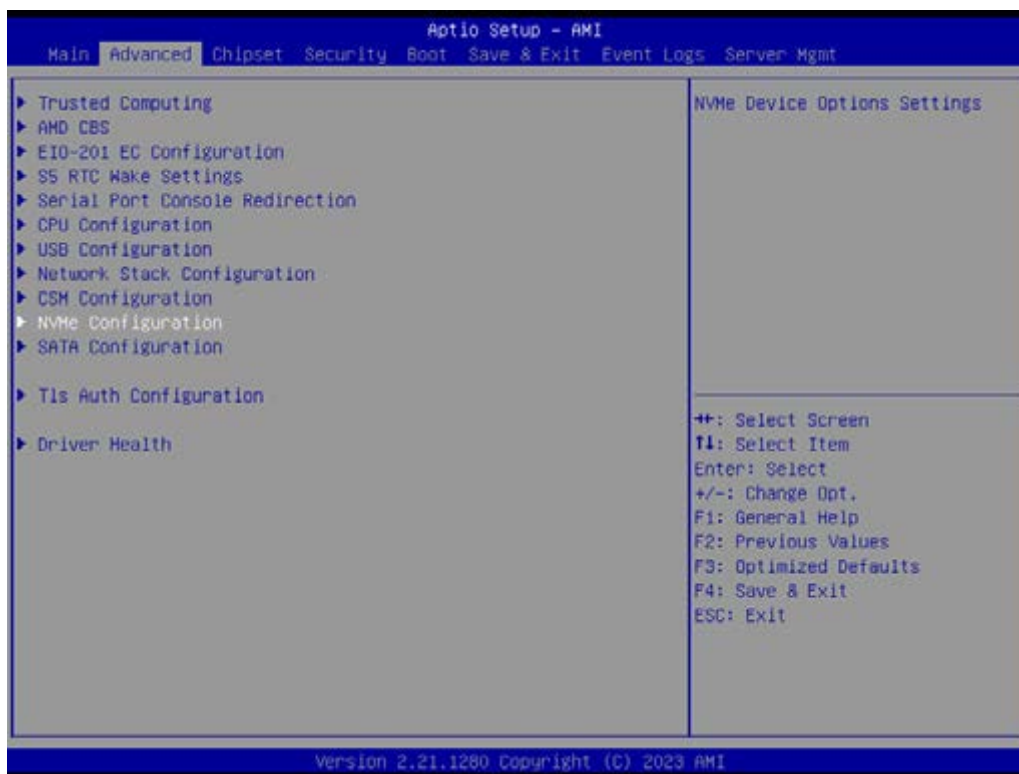 Aptio Setup - AMI
Main Advanced Chipset Security Boot Save & Exit Event Logs Server Mgmt
Trusted Computing
AMD CBS
EIO-201 EC Configuration
S5 RTC Wake Settings
Serial Port Console Redirection
CPU Configuration
USB Configuration
Network Stack Configuration
CSM Configuration
NVMe Configuration
SATA Configuration
Tls Auth Configuration
Driver Health
NVMe Device Options Settings
→←: Select Screen
↑↓: Select Item
Enter: Select
+/-: Change Opt.
F1: General Help
F2: Previous Values
F3: Optimized Defaults
F4: Save & Exit
ESC: Exit
Version 2.21.1280 Copyright (C) 2023 AMI